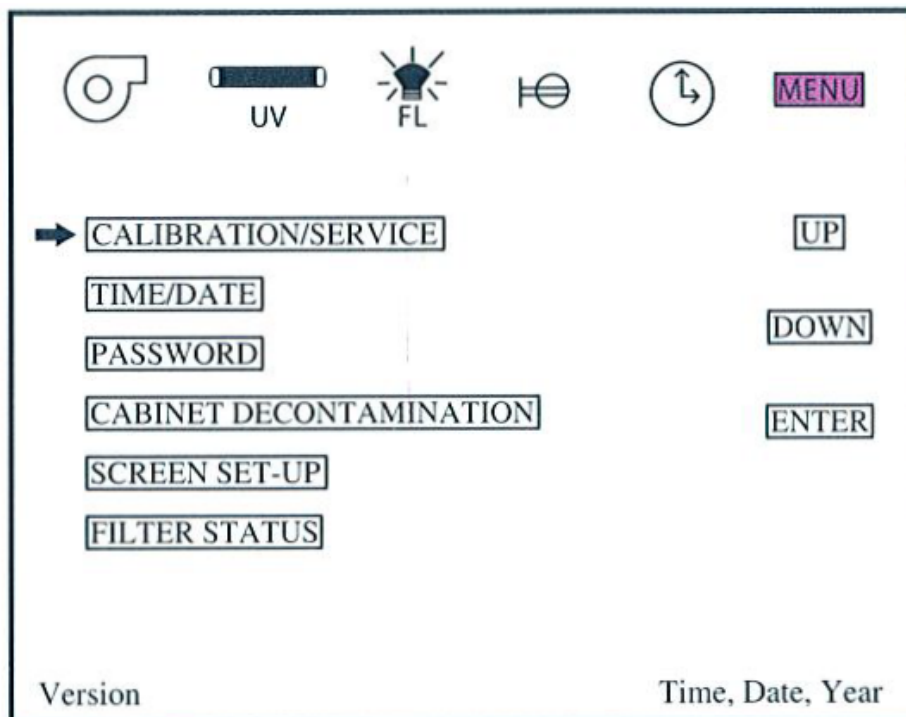 UV
FL
MENU
CALIBRATION/SERVICE
UP
TIME/DATE
DOWN
PASSWORD
CABINET DECONTAMINATION
ENTER
SCREEN SET-UP
FILTER STATUS
Version
Time, Date, Year